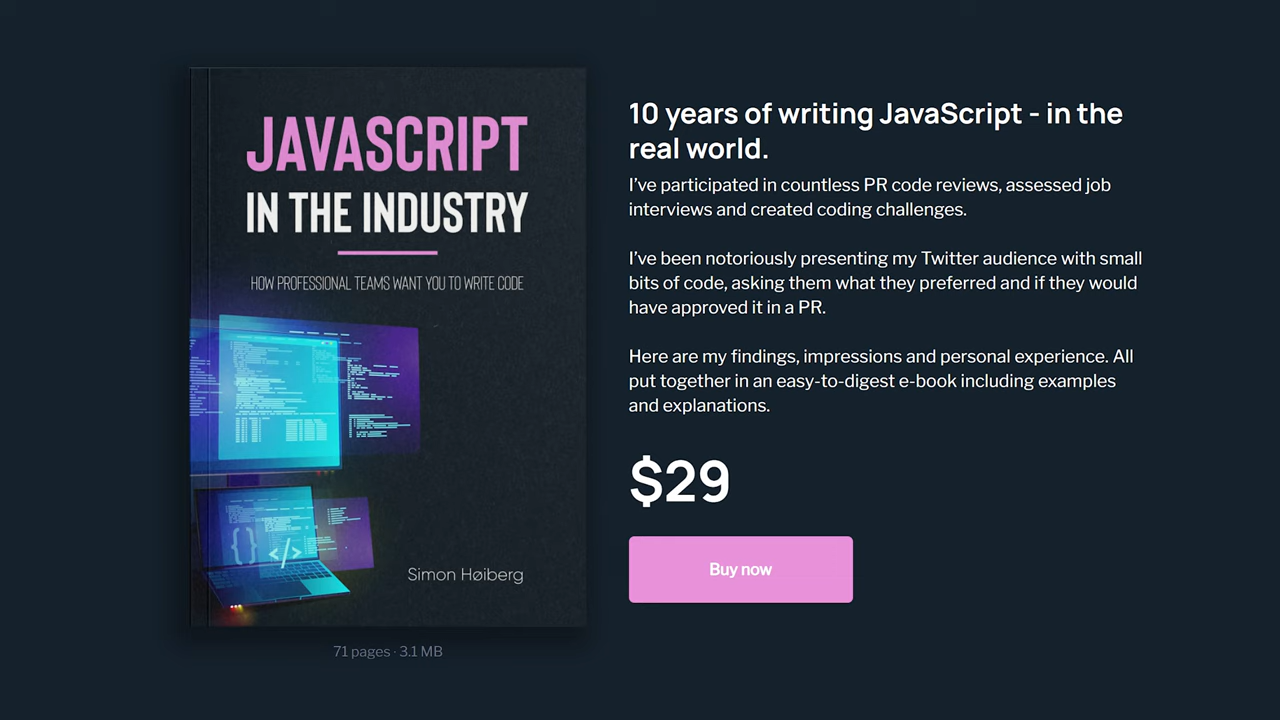 JAVASCRIPT
IN THE INDUSTRY
HOW PROFESSIONAL TEAMS WANT YOU TO WRITE CODE
{} </>
Simon Høiberg
71 pages · 3.1 MB
10 years of writing JavaScript - in the
real world.
I've participated in countless PR code reviews, assessed job
interviews and created coding challenges.
I've been notoriously presenting my Twitter audience with small
bits of code, asking them what they preferred and if they would
have approved it in a PR.
Here are my findings, impressions and personal experience. All
put together in an easy-to-digest e-book including examples
and explanations.
$29
Buy now